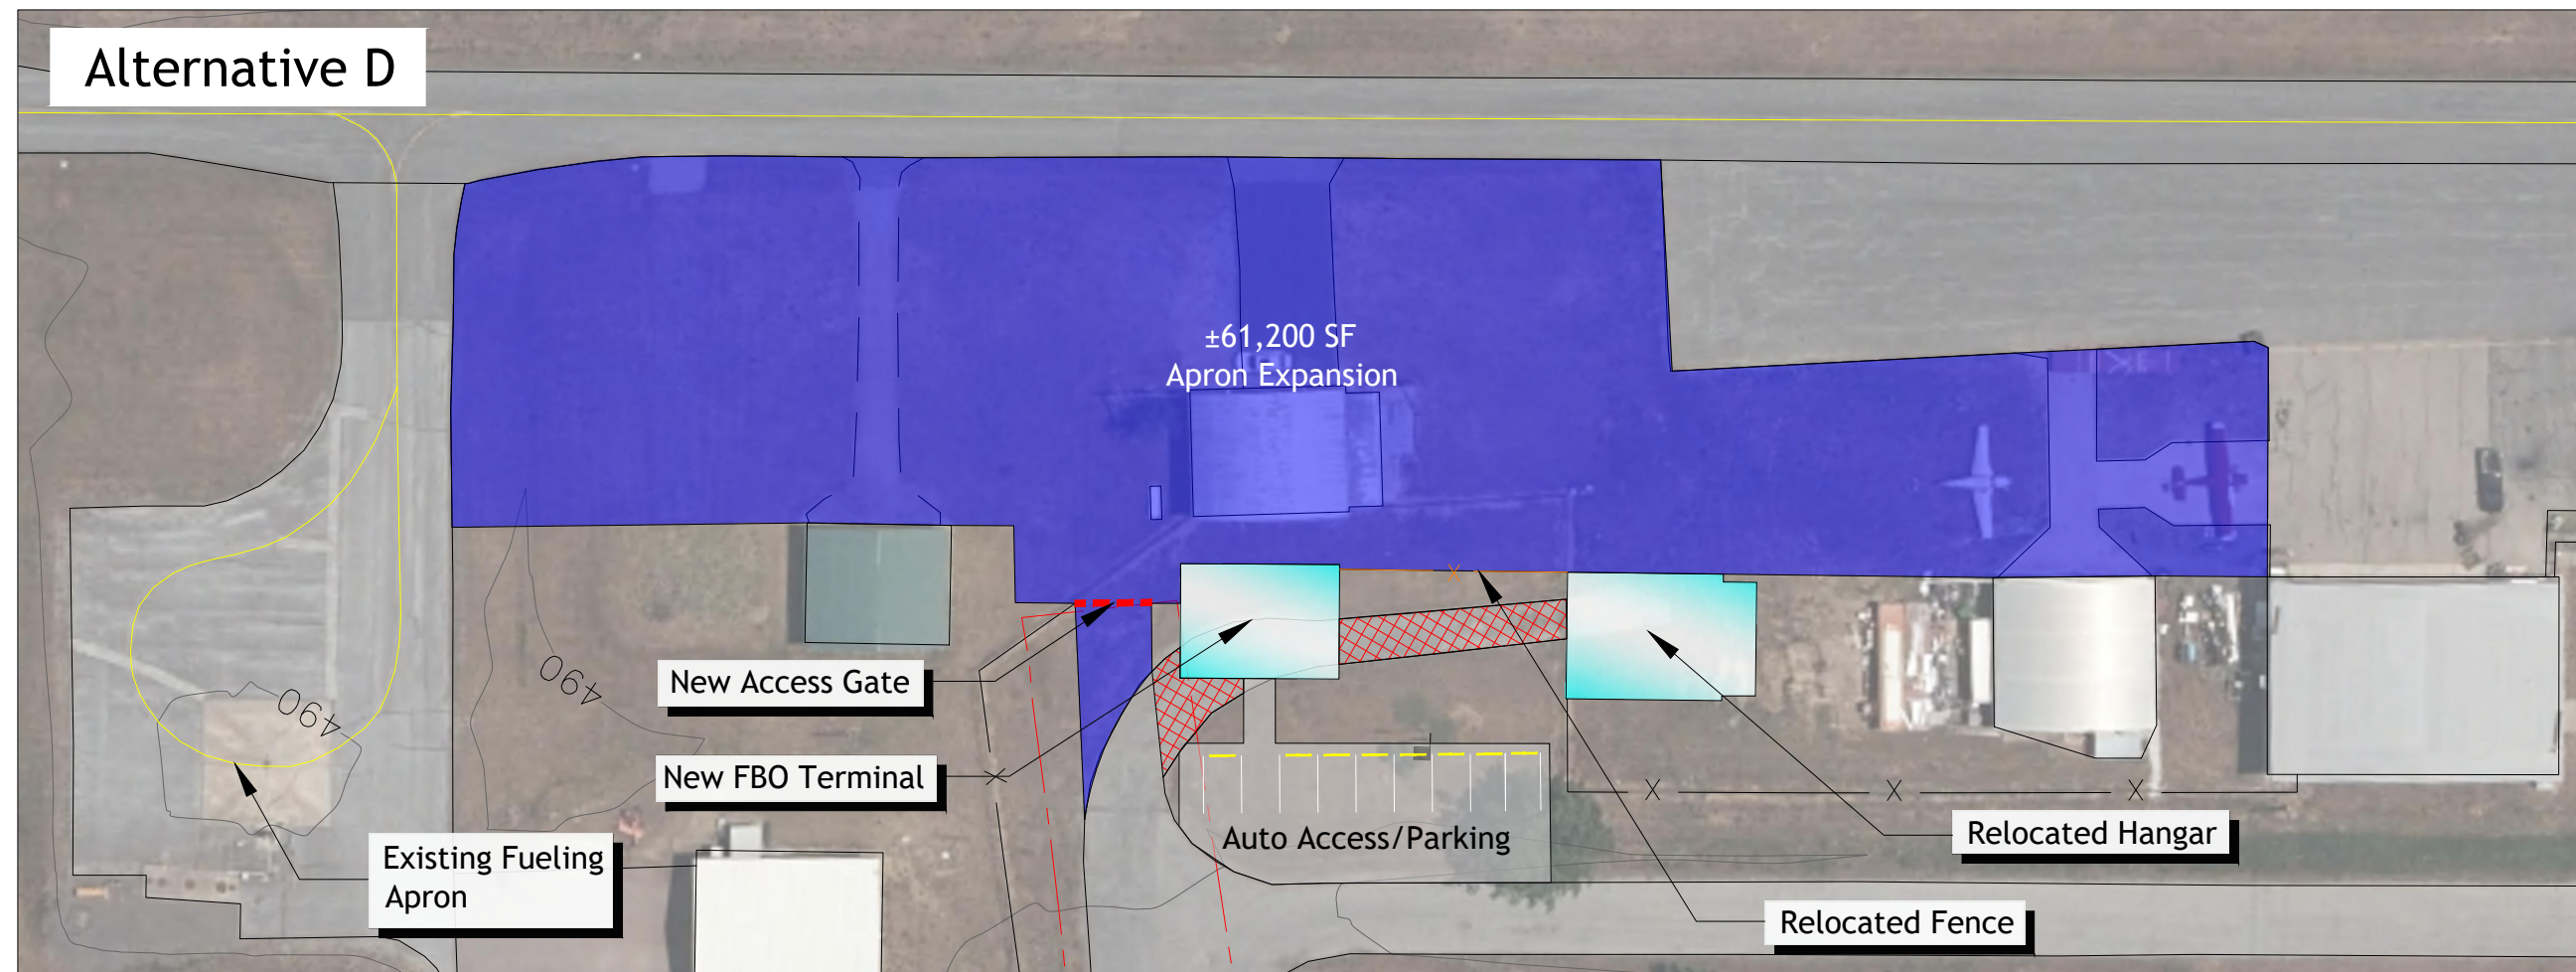 Alternative D
±61,200 SF
Apron Expansion
New Access Gate
490
490
New FBO Terminal
Auto Access/Parking
Relocated Hangar
Existing Fueling
Apron
Relocated Fence
X
X
X
X
X